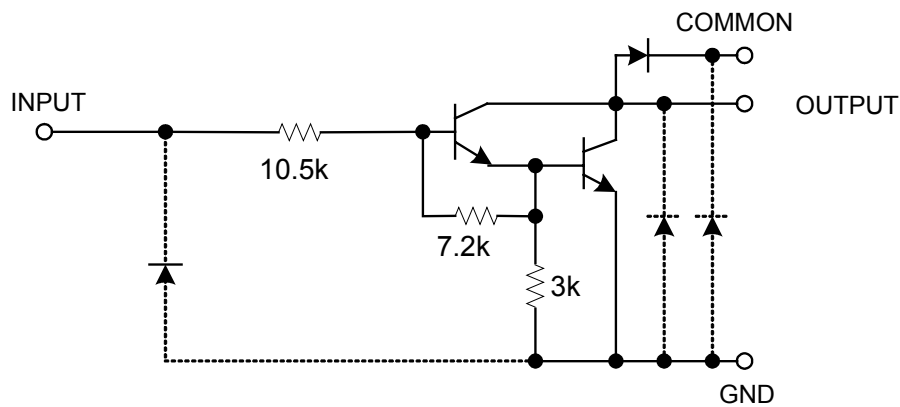 COMMON
INPUT
OUTPUT
10.5k
7.2k
3k
GND